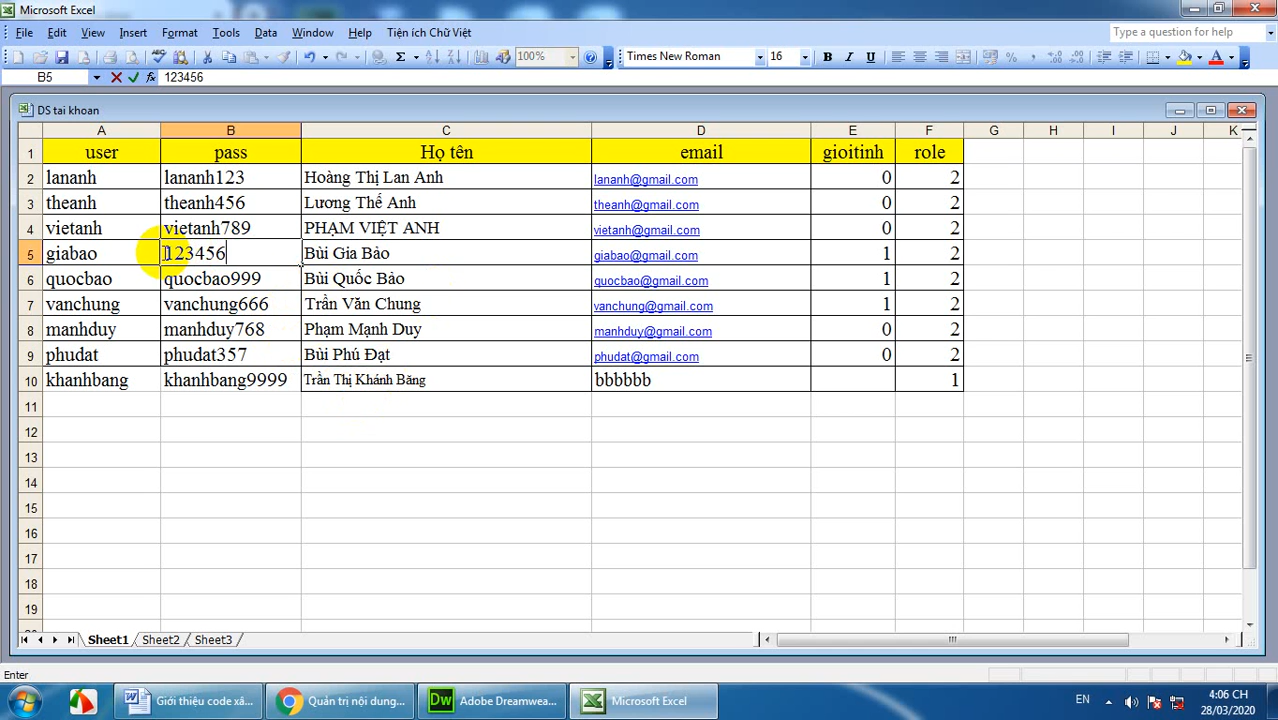 Microsoft Excel
File Edit View Insert Format Tools Data Window Help Tiện ích Chữ Việt Type a question for help
100% Times New Roman 16 B I U
B5 123456
DS tai khoan
A B C D E F G H I J K
1 user pass Họ tên email gioitinh role
2 lananh lananh123 Hoàng Thị Lan Anh lananh@gmail.com 0 2
3 theanh theanh456 Lương Thế Anh theanh@gmail.com 0 2
4 vietanh vietanh789 PHẠM VIỆT ANH vietanh@gmail.com 0 2
5 giabao 123456 Bùi Gia Bảo giabao@gmail.com 1 2
6 quocbao quocbao999 Bùi Quốc Bảo quocbao@gmail.com 1 2
7 vanchung vanchung666 Trần Văn Chung vanchung@gmail.com 1 2
8 manhduy manhduy768 Phạm Mạnh Duy manhduy@gmail.com 0 2
9 phudat phudat357 Bùi Phú Đạt phudat@gmail.com 0 2
10 khanhbang khanhbang9999 Trần Thị Khánh Băng bbbbbb 1
11
12
13
14
15
16
17
18
19
Sheet1 Sheet2 Sheet3
Enter
Giới thiệu code xâ... Quản trị nội dung... Adobe Dreamwea... Microsoft Excel EN 4:06 CH
28/03/2020